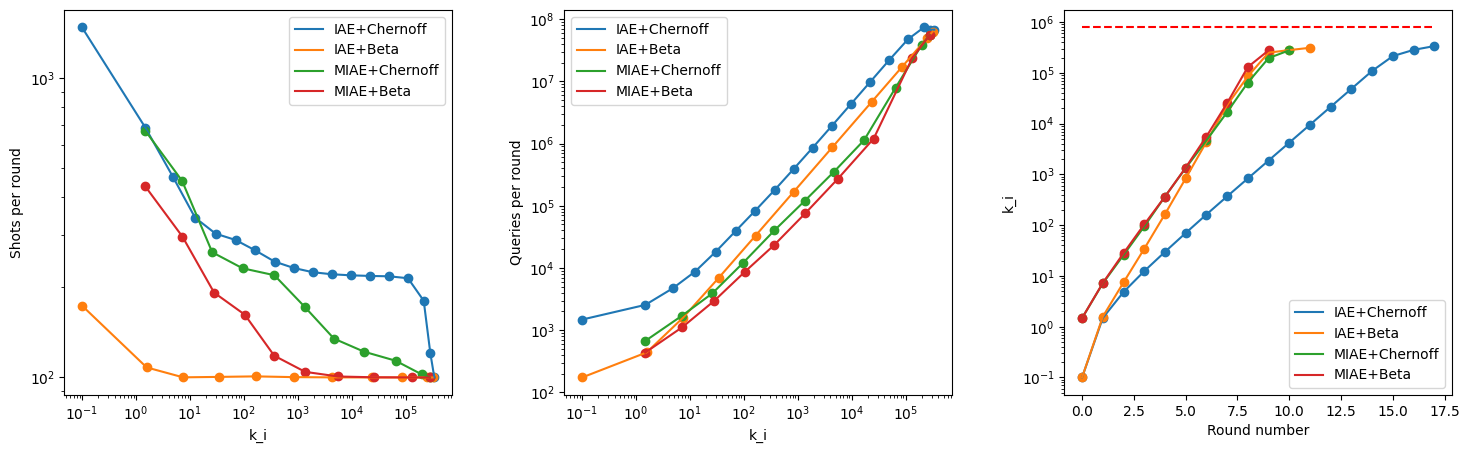 Shots per round
10^3
10^2
10^−1
10^0
10^1
10^2
10^3
10^4
10^5
k_i
IAE+Chernoff
IAE+Beta
MIAE+Chernoff
MIAE+Beta
Queries per round
10^8
10^7
10^6
10^5
10^4
10^3
10^2
10^−1
10^0
10^1
10^2
10^3
10^4
10^5
k_i
IAE+Chernoff
IAE+Beta
MIAE+Chernoff
MIAE+Beta
k_i
10^6
10^5
10^4
10^3
10^2
10^1
10^0
10^−1
0.0
2.5
5.0
7.5
10.0
12.5
15.0
17.5
Round number
IAE+Chernoff
IAE+Beta
MIAE+Chernoff
MIAE+Beta